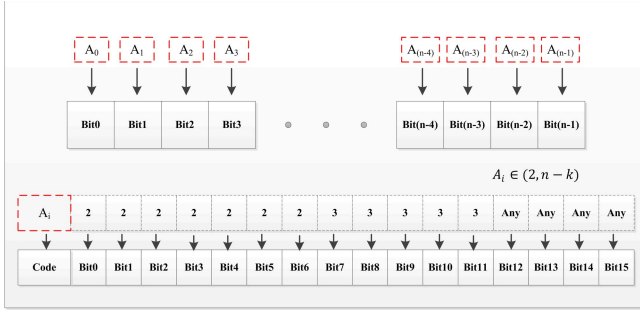 A₀ A₁ A₂ A₃ A₍ₙ₋₄₎ A₍ₙ₋₃₎ A₍ₙ₋₂₎ A₍ₙ₋₁₎
Bit0 Bit1 Bit2 Bit3 Bit(n-4) Bit(n-3) Bit(n-2) Bit(n-1)
Aᵢ ∈ (2, n − k)
Aᵢ 2 2 2 2 2 2 2 3 3 3 3 3 Any Any Any Any
Code Bit0 Bit1 Bit2 Bit3 Bit4 Bit5 Bit6 Bit7 Bit8 Bit9 Bit10 Bit11 Bit12 Bit13 Bit14 Bit15